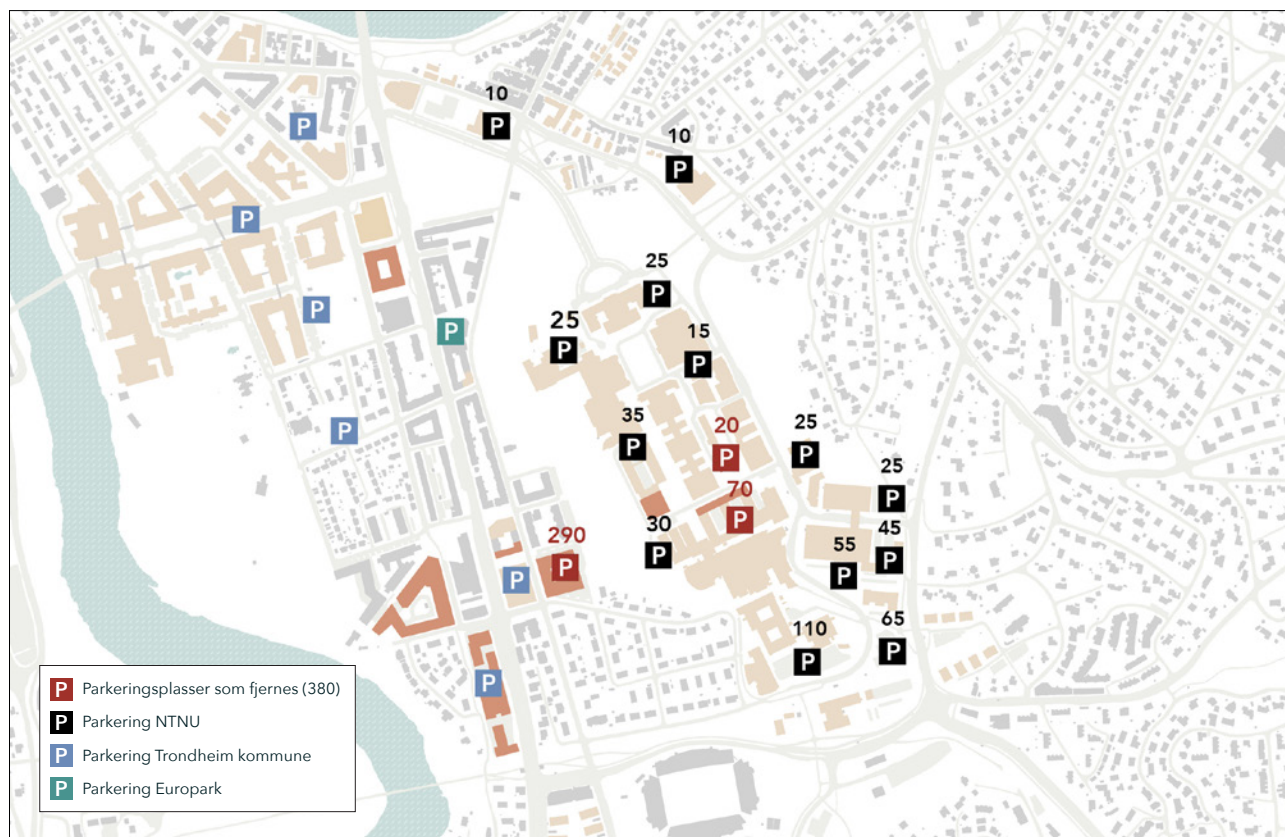 10
P
P
10
P
P
25
P
P
25
P
15
P
P
P
35
P
20
P
25
P
25
P
70
P
30
P
290
P
45
P
55
P
P
110
P
65
P
P
P Parkeringsplasser som fjernes (380)
P Parkering NTNU
P Parkering Trondheim kommune
P Parkering Europark